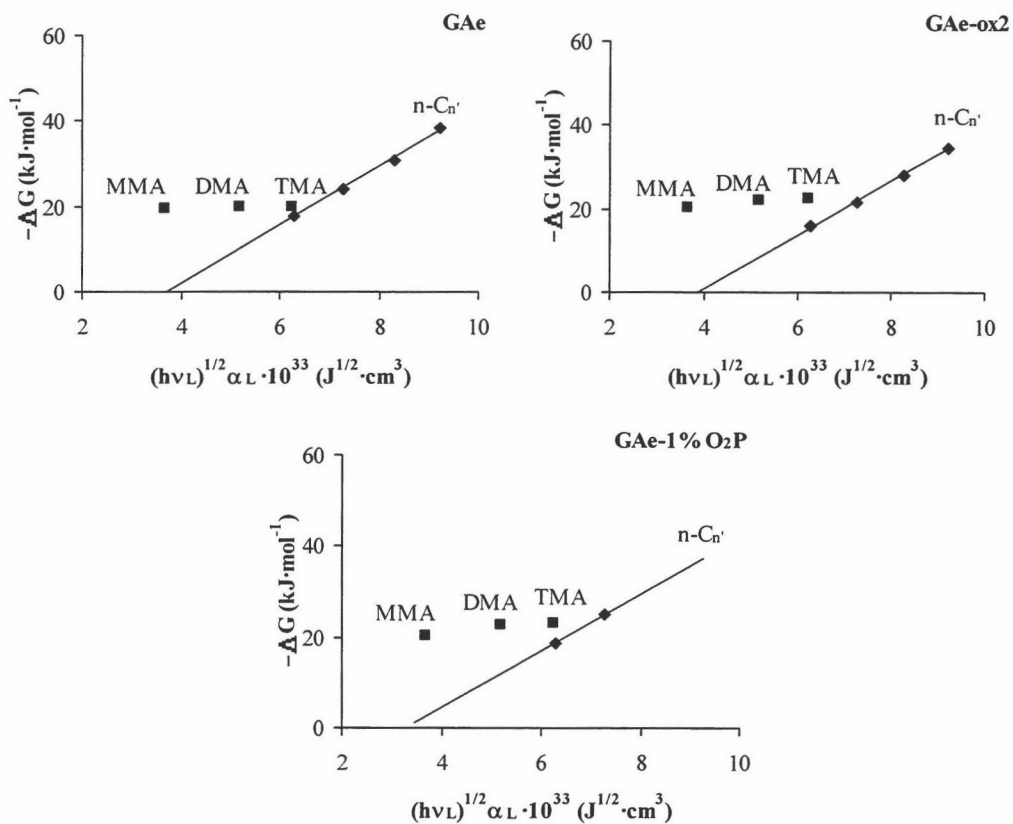 GAe
60
40
20
0
−ΔG (kJ·mol⁻¹)
MMA
DMA
TMA
n-Cn'
2 4 6 8 10
(hνL)^1/2 αL·10^33 (J^1/2·cm^3)
GAe-ox2
60
40
20
0
−ΔG (kJ·mol⁻¹)
MMA
DMA
TMA
n-Cn'
2 4 6 8 10
(hνL)^1/2 αL·10^33 (J^1/2·cm^3)
GAe-1% O2P
60
40
20
0
−ΔG (kJ·mol⁻¹)
MMA
DMA
TMA
n-Cn'
2 4 6 8 10
(hνL)^1/2 αL·10^33 (J^1/2·cm^3)